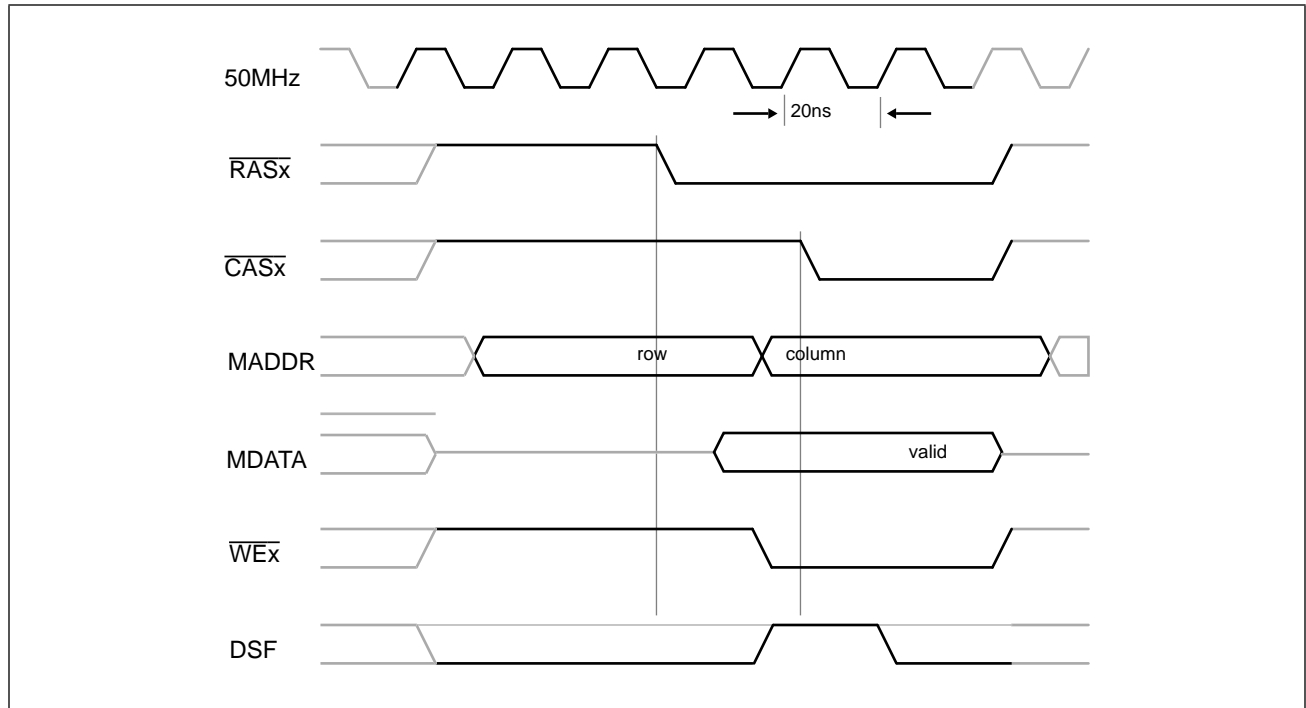 50MHz
20ns
RASx
CASx
MADDR
row
column
MDATA
valid
WEx
DSF